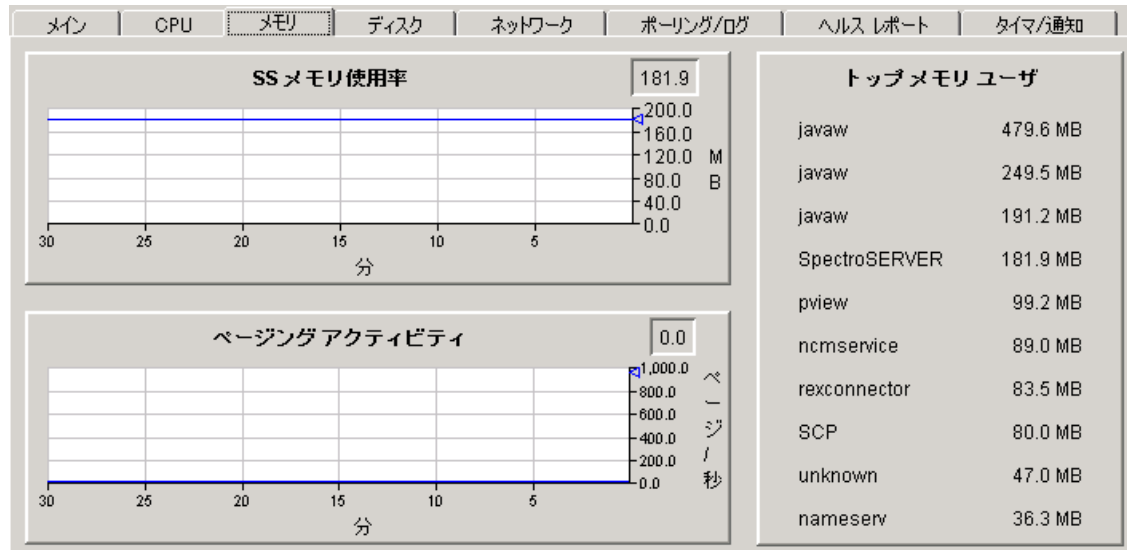 メイン CPU メモリ ディスク ネットワーク ポーリング/ログ ヘルス レポート タイマ/通知
SS メモリ使用率 181.9
200.0
160.0
120.0
80.0
40.0
0.0
M
B
30 25 20 15 10 5
分
ページング アクティビティ 0.0
1,000.0
800.0
600.0
400.0
200.0
0.0
ページ/秒
30 25 20 15 10 5
分
トップ メモリ ユーザ
javaw 479.6 MB
javaw 249.5 MB
javaw 191.2 MB
SpectroSERVER 181.9 MB
pview 99.2 MB
ncmservice 89.0 MB
rexconnector 83.5 MB
SCP 80.0 MB
unknown 47.0 MB
nameserv 36.3 MB